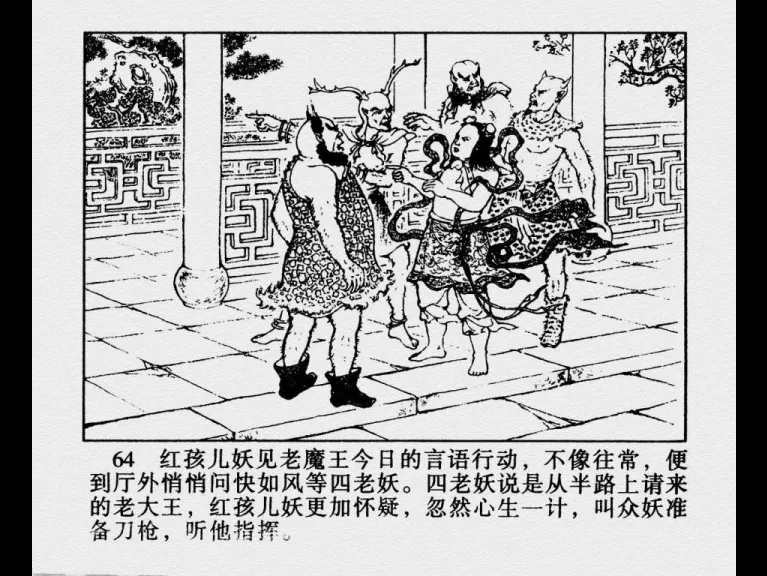 64 红孩儿妖见老魔王今日的言语行动，不像往常，便
到厅外悄悄问快如风等四老妖。四老妖说是从半路上请来
的老大王，红孩儿妖更加怀疑，忽然心生一计，叫众妖准
备刀枪，听他指挥。